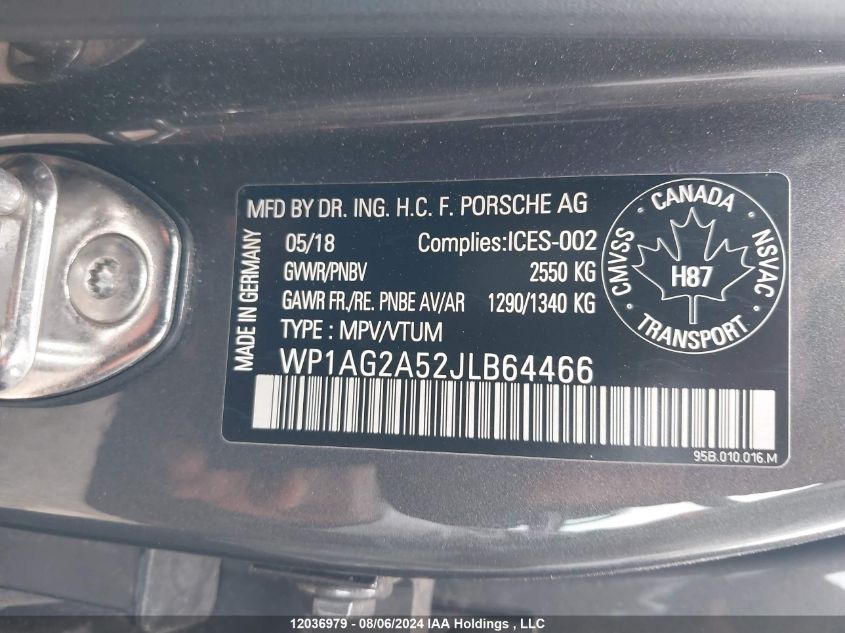 MFD BY DR. ING. H.C. F. PORSCHE AG
MADE IN GERMANY
05/18 Complies:ICES-002
GVWR/PNBV 2550 KG
GAWR FR./RE. PNBE AV/AR 1290/1340 KG
TYPE : MPV/VTUM
WP1AG2A52JLB64466
CANADA
CMVSS NSVAC
H87
TRANSPORT
95B.010.016.M
12036979 - 08/06/2024 IAA Holdings , LLC